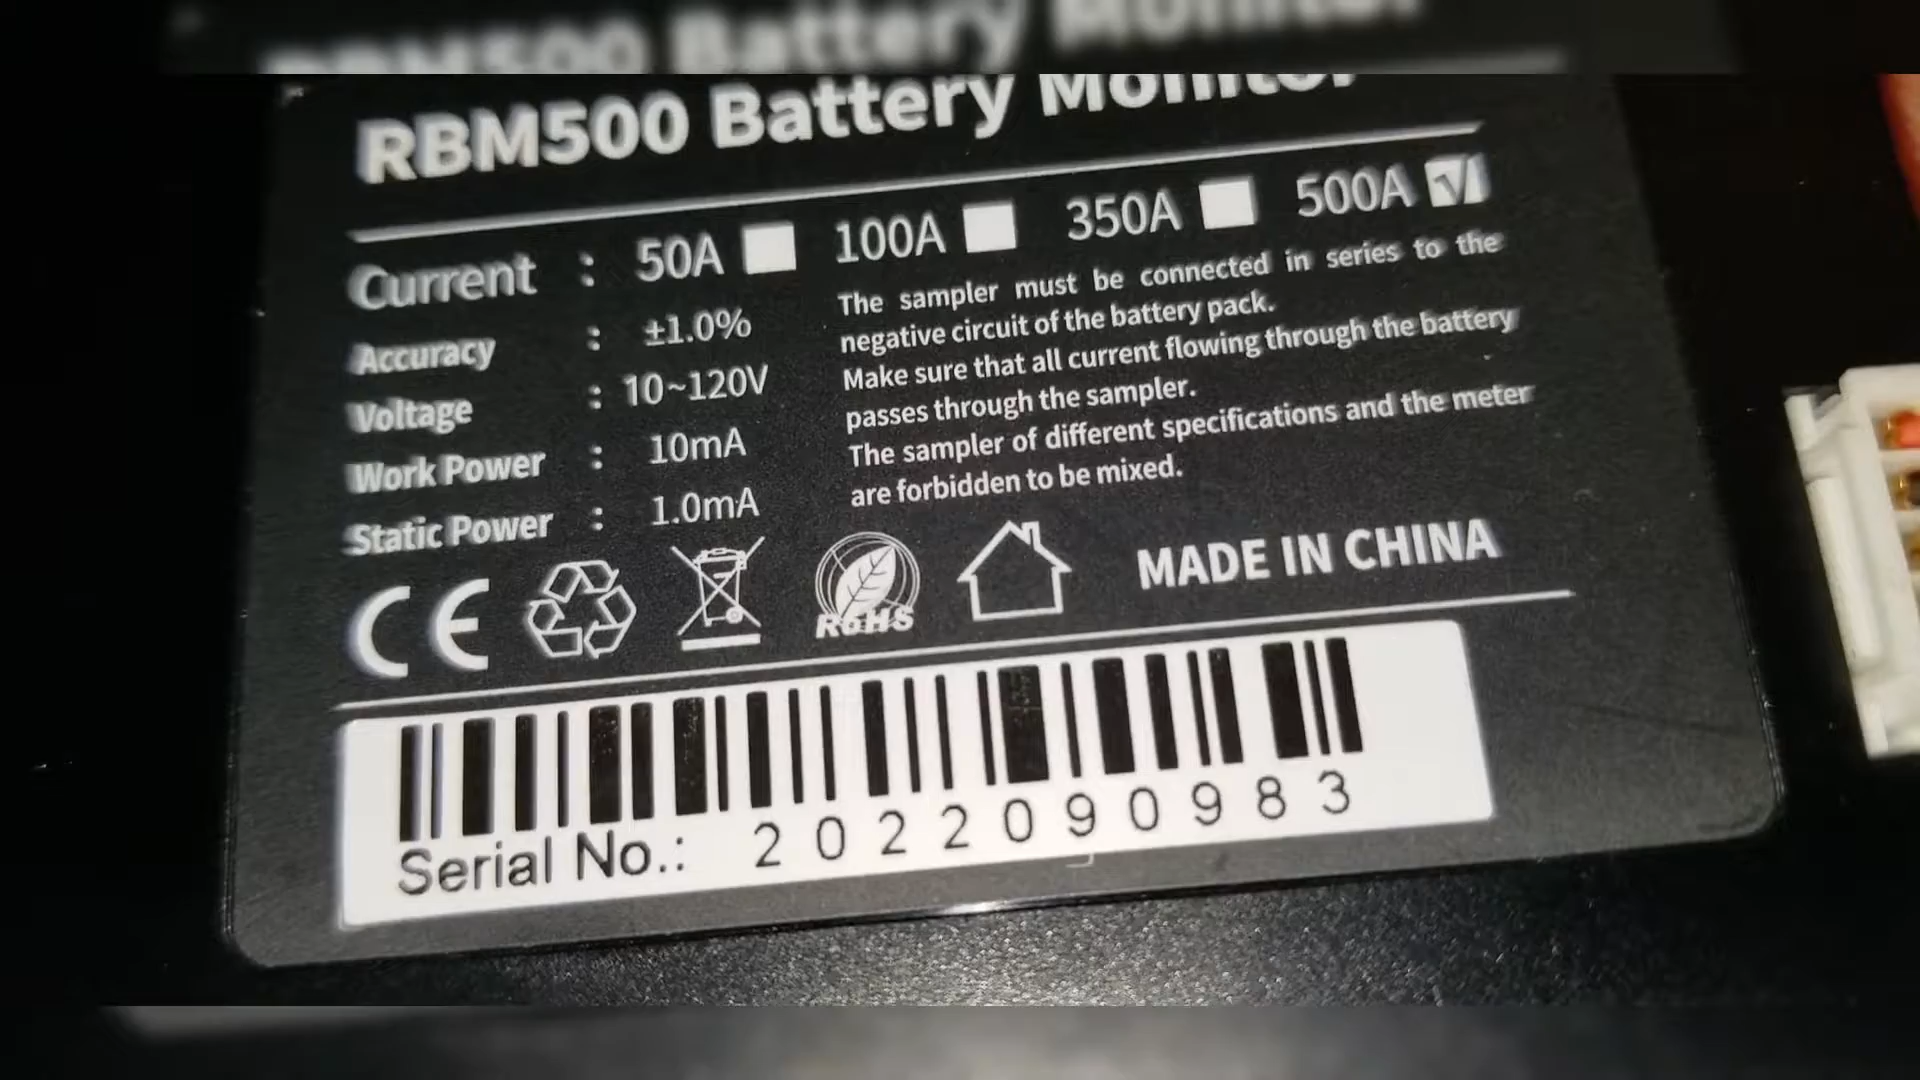 RBM500 Battery Monitor
Current : 50A 100A 350A 500A
Accuracy : ±1.0%
Voltage : 10~120V
Work Power : 10mA
Static Power : 1.0mA
The sampler must be connected in series to the
negative circuit of the battery pack.
Make sure that all current flowing through the battery
passes through the sampler.
The sampler of different specifications and the meter
are forbidden to be mixed.
CE
RoHS
MADE IN CHINA
Serial No.: 2022090983